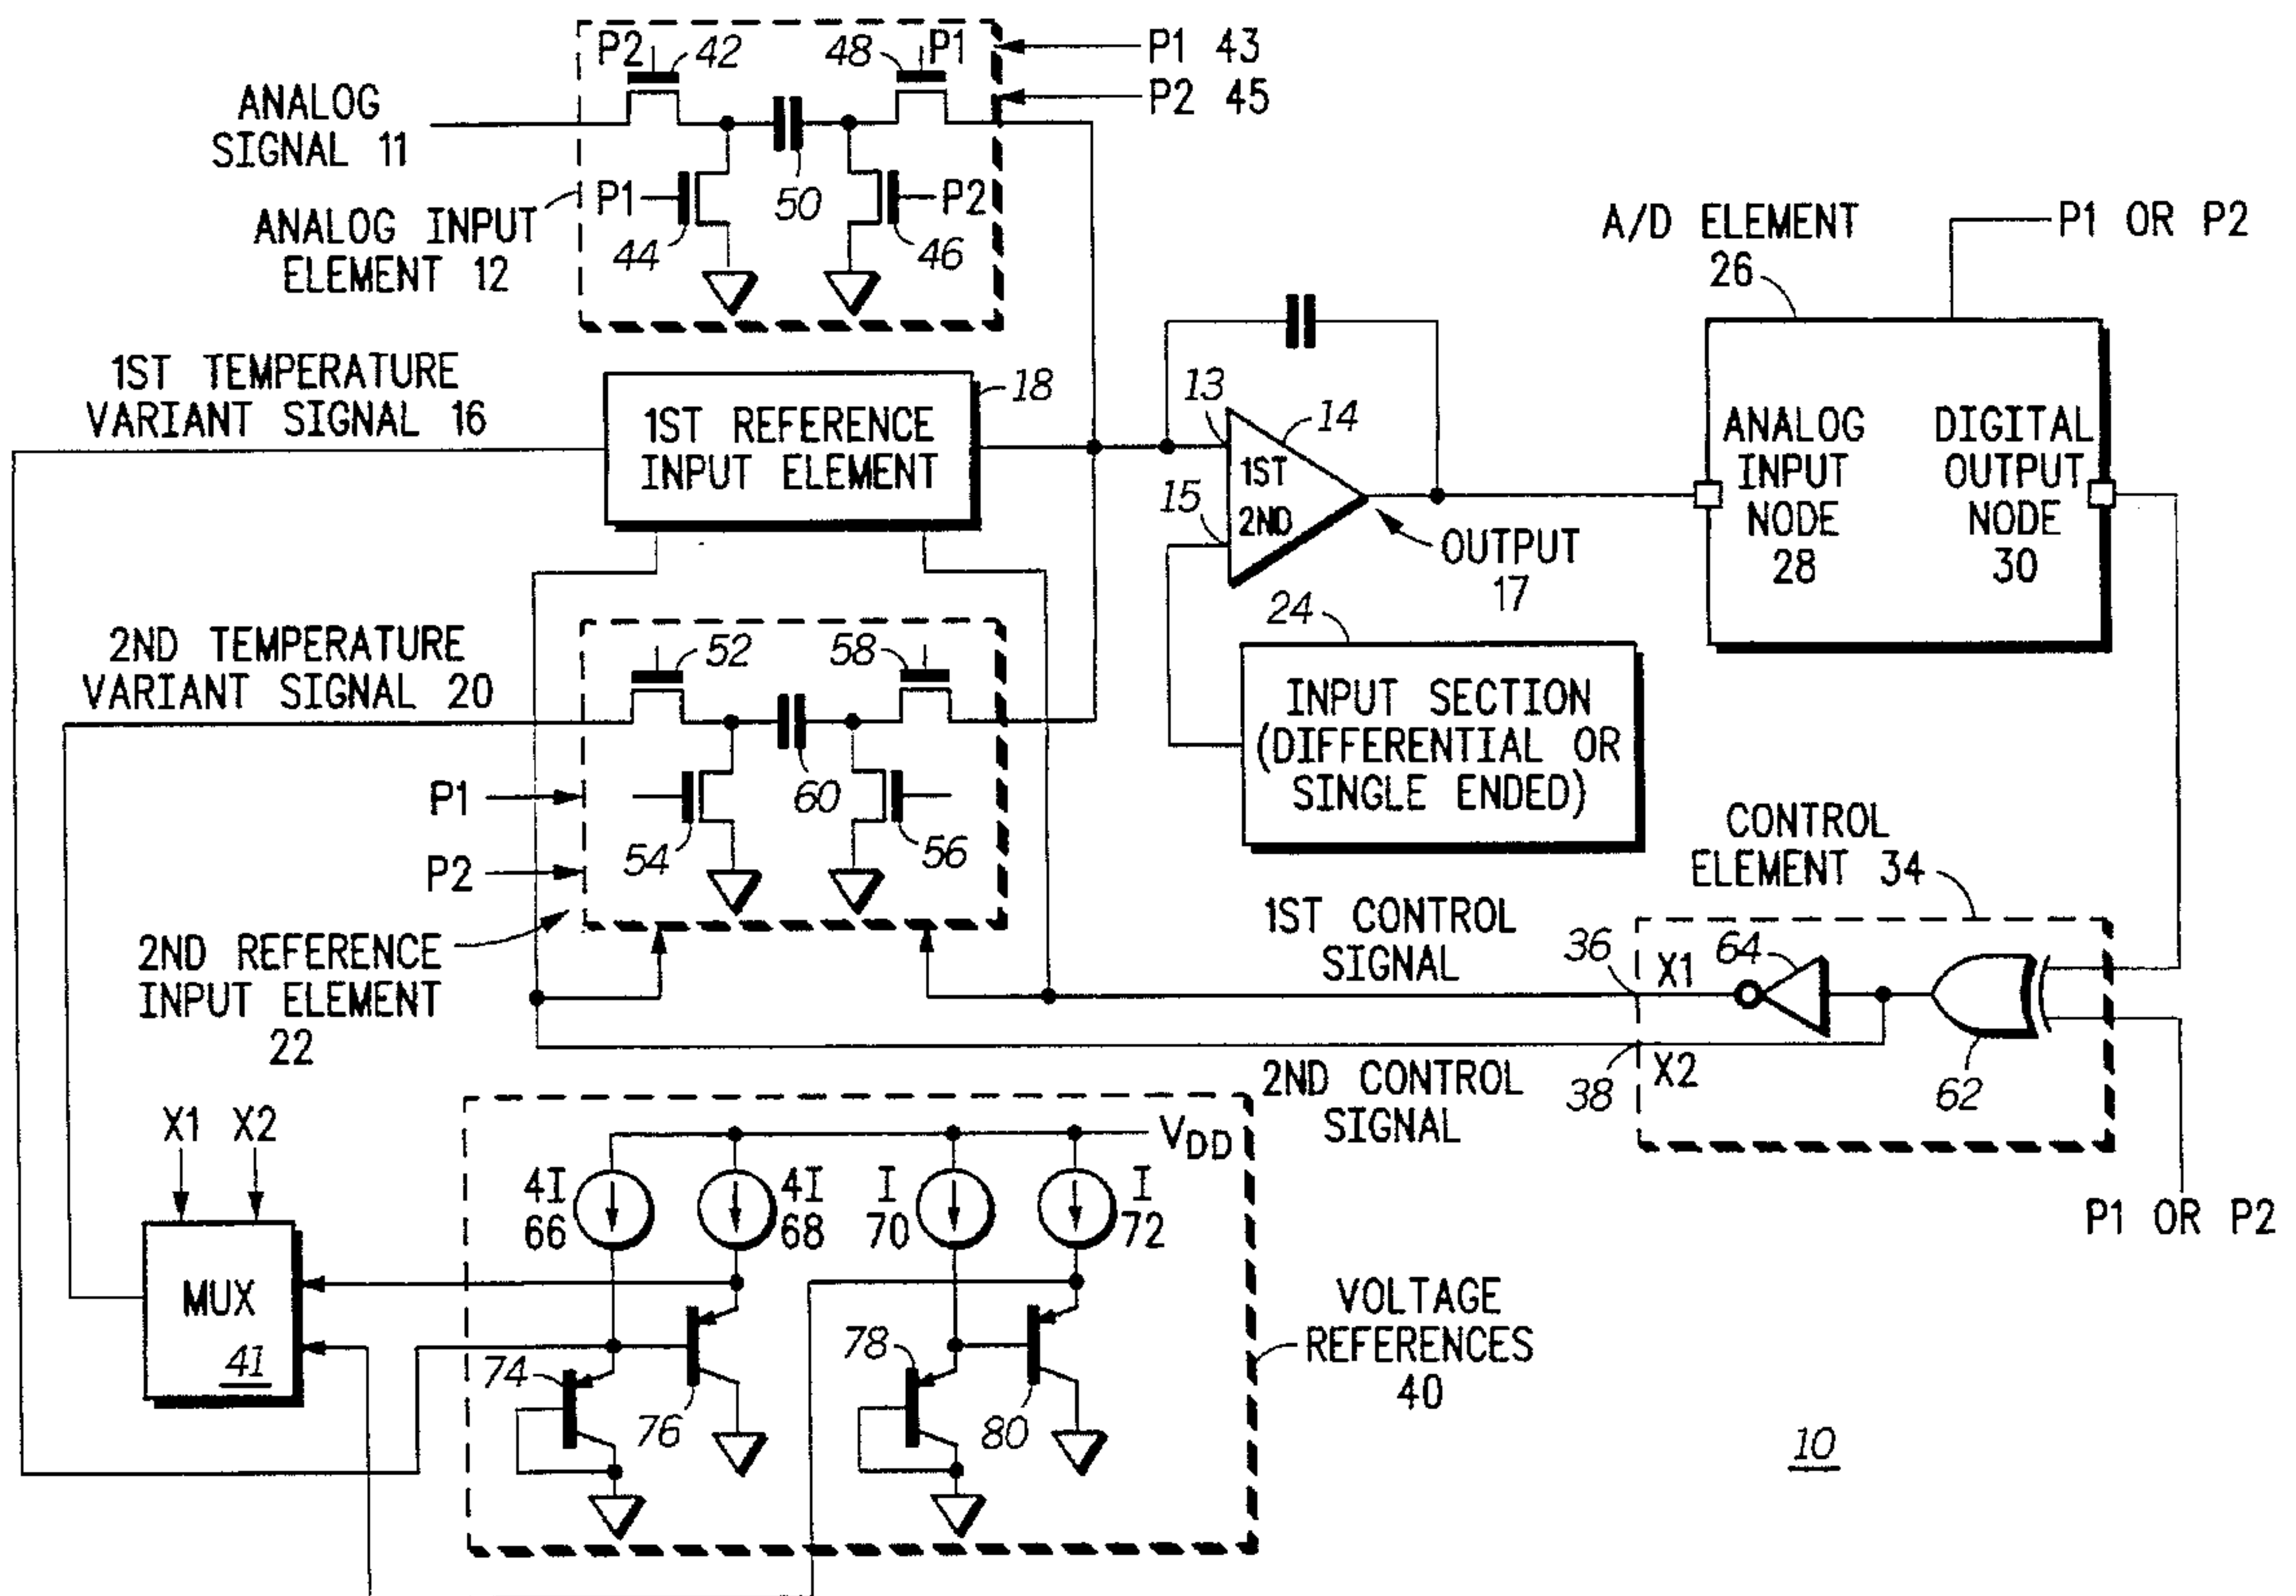 P2 42
48 P1
P1 43
P2 45
ANALOG
SIGNAL 11
P1
50
P2
44
46
ANALOG INPUT
ELEMENT 12
A/D ELEMENT
26
P1 OR P2
1ST TEMPERATURE
VARIANT SIGNAL 16
1ST REFERENCE
INPUT ELEMENT
18
13
14
1ST
15
2ND
OUTPUT
17
ANALOG
INPUT
NODE
28
DIGITAL
OUTPUT
NODE
30
2ND TEMPERATURE
VARIANT SIGNAL 20
52
58
60
54
56
P1
P2
24
INPUT SECTION
(DIFFERENTIAL OR
SINGLE ENDED)
CONTROL
ELEMENT 34
2ND REFERENCE
INPUT ELEMENT
22
1ST CONTROL
SIGNAL
36
X1
64
2ND CONTROL
SIGNAL
38
X2
62
P1 OR P2
X1 X2
MUX
41
VDD
4I
66
4I
68
I
70
I
72
74
76
78
80
VOLTAGE
REFERENCES
40
10